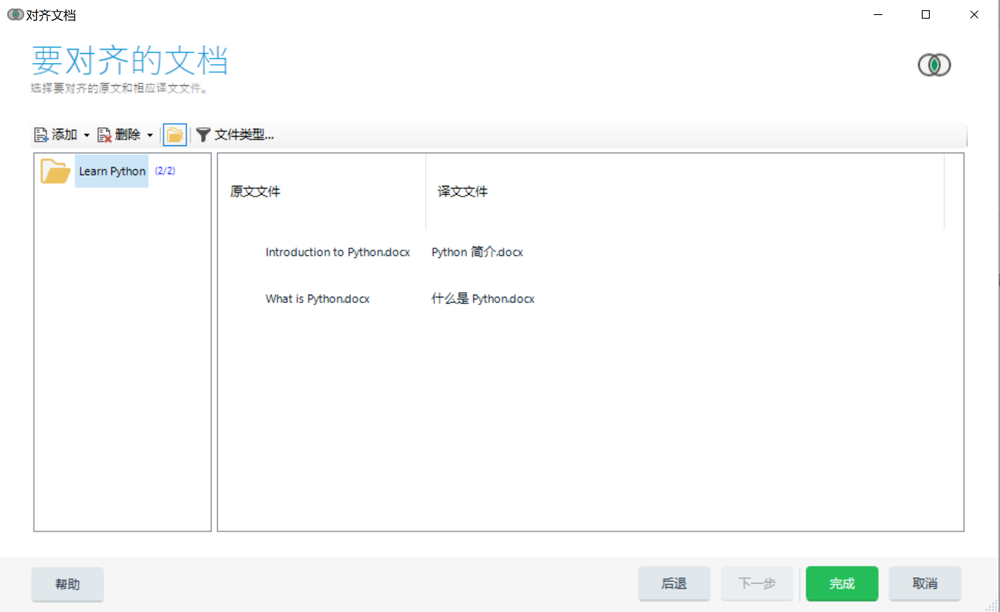 对齐文档
要对齐的文档
选择要对齐的原文和相应译文文件。
添加 删除 文件类型...
Learn Python (2/2)
原文文件 译文文件
Introduction to Python.docx Python 简介.docx
What is Python.docx 什么是 Python.docx
帮助 后退 下一步 完成 取消